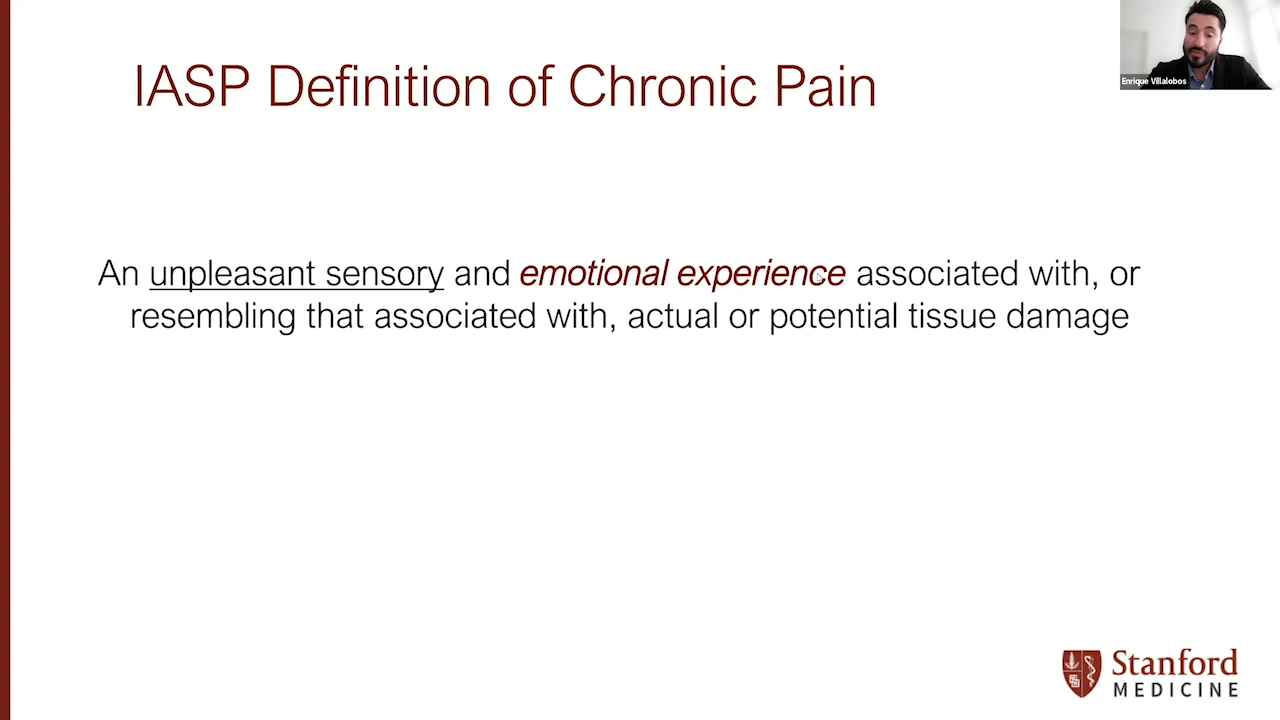 IASP Definition of Chronic Pain
Enrique Villalobos
An unpleasant sensory and emotional experience associated with, or
resembling that associated with, actual or potential tissue damage
Stanford
MEDICINE